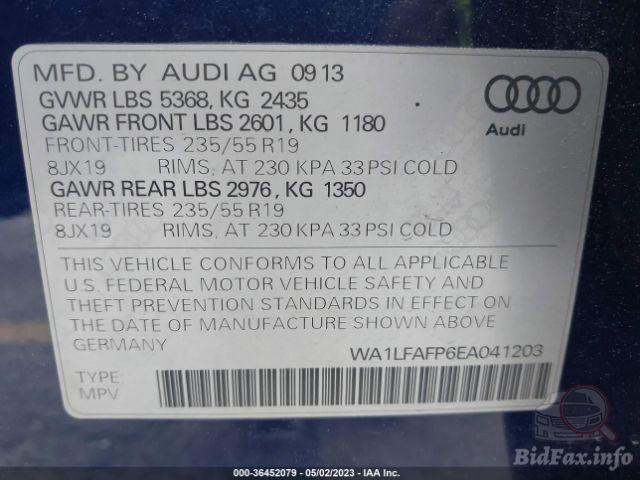 MFD. BY AUDI AG 09 13
GVWR LBS 5368, KG 2435
GAWR FRONT LBS 2601, KG 1180
FRONT-TIRES 235/55 R19
8JX19 RIMS, AT 230 KPA 33 PSI COLD
GAWR REAR LBS 2976, KG 1350
REAR-TIRES 235/55 R19
8JX19 RIMS, AT 230 KPA 33 PSI COLD
Audi
THIS VEHICLE CONFORMS TO ALL APPLICABLE
U.S. FEDERAL MOTOR VEHICLE SAFETY AND
THEFT PREVENTION STANDARDS IN EFFECT ON
THE DATE OF MANUFACTURE SHOWN ABOVE
GERMANY WA1LFAFP6EA041203
TYPE:
MPV
BidFax.info
000-36452079 - 05/02/2023 - IAA Inc.